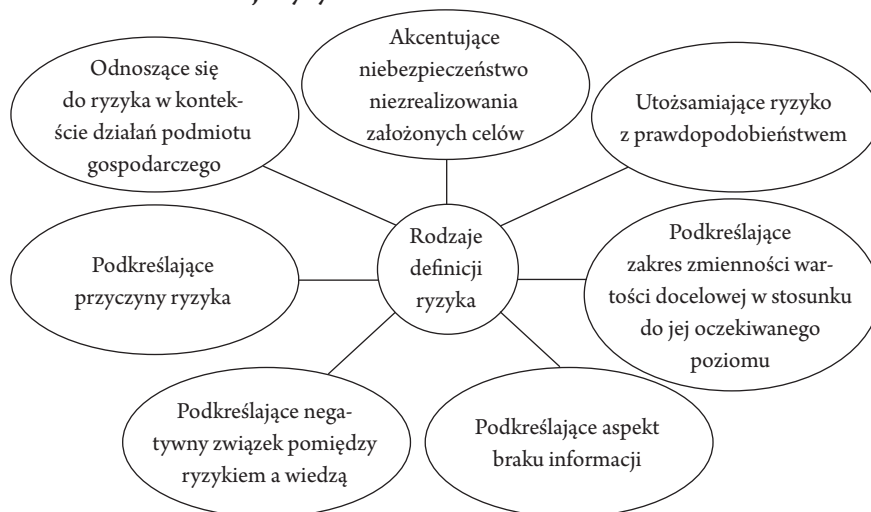 Akcentujące
niebezpieczeństwo
niezrealizowania
założonych celów
Odnoszące się
do ryzyka w kontek-
ście działań podmiotu
gospodarczego
Utożsamiające ryzyko
z prawdopodobieństwem
Rodzaje
definicji
ryzyka
Podkreślające
przyczyny ryzyka
Podkreślające
zakres zmienności war-
tości docelowej w stosunku
do jej oczekiwanego
poziomu
Podkreślające nega-
tywny związek pomiędzy
ryzykiem a wiedzą
Podkreślające aspekt
braku informacji